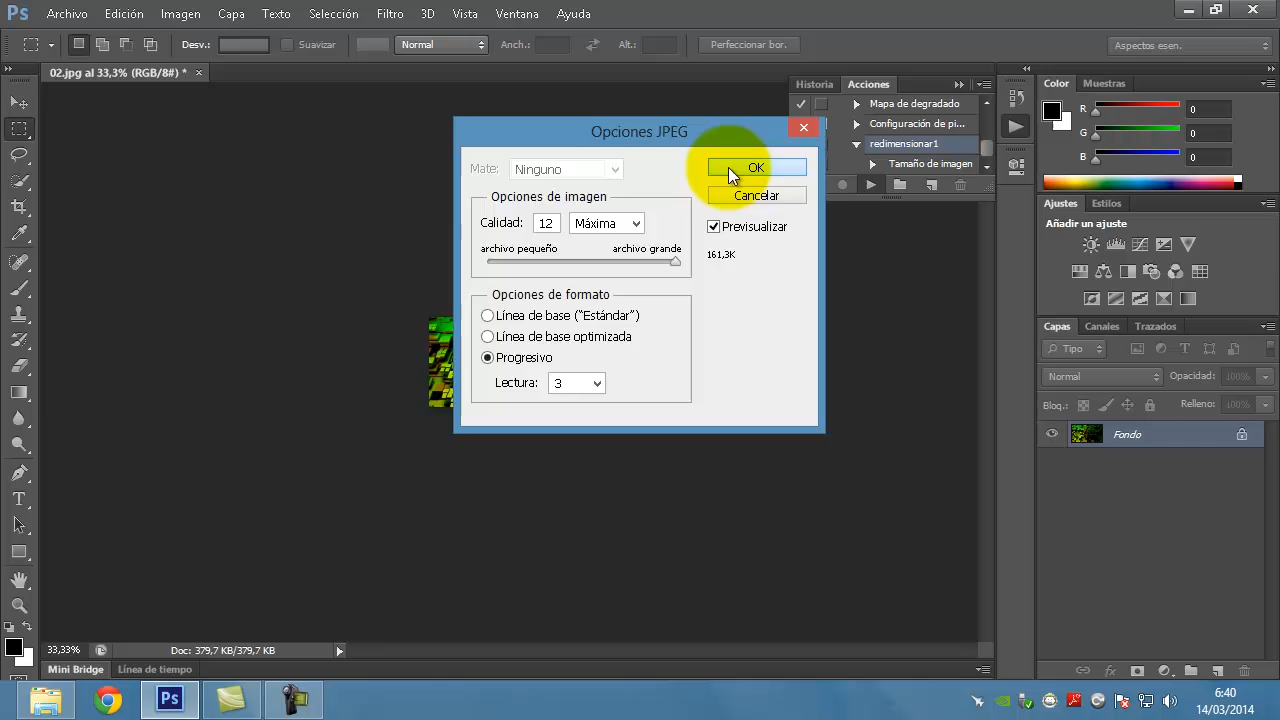 Ps Archivo Edición Imagen Capa Texto Selección Filtro 3D Vista Ventana Ayuda
Desv.: Suavizar Normal Anch.: Alt.: Perfeccionar bor. Aspectos esen.
02.jpg al 33,3% (RGB/8#) * ×
Historia Acciones
Mapa de degradado
Configuración de pi...
redimensionar1
Tamaño de imagen
Color Muestras
R 0
G 0
B 0
Opciones JPEG
Mate: Ninguno
OK
Cancelar
Opciones de imagen
Calidad: 12 Máxima
Previsualizar
archivo pequeño archivo grande
161,3K
Opciones de formato
Línea de base ("Estándar")
Línea de base optimizada
Progresivo
Lectura: 3
Ajustes Estilos
Añadir un ajuste
Capas Canales Trazados
Tipo
Normal Opacidad: 100%
Bloq.: Relleno: 100%
Fondo
33,33% Doc: 379,7 KB/379,7 KB
Mini Bridge Línea de tiempo
Ps
6:40
14/03/2014